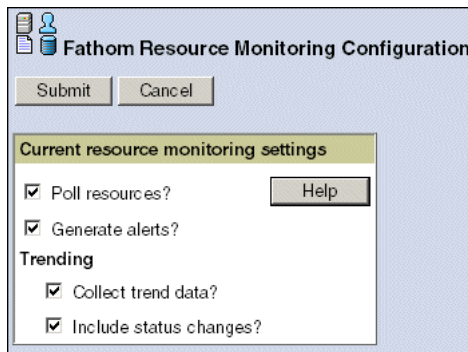 Fathom Resource Monitoring Configuration
Submit Cancel
Current resource monitoring settings
Poll resources? Help
Generate alerts?
Trending
Collect trend data?
Include status changes?